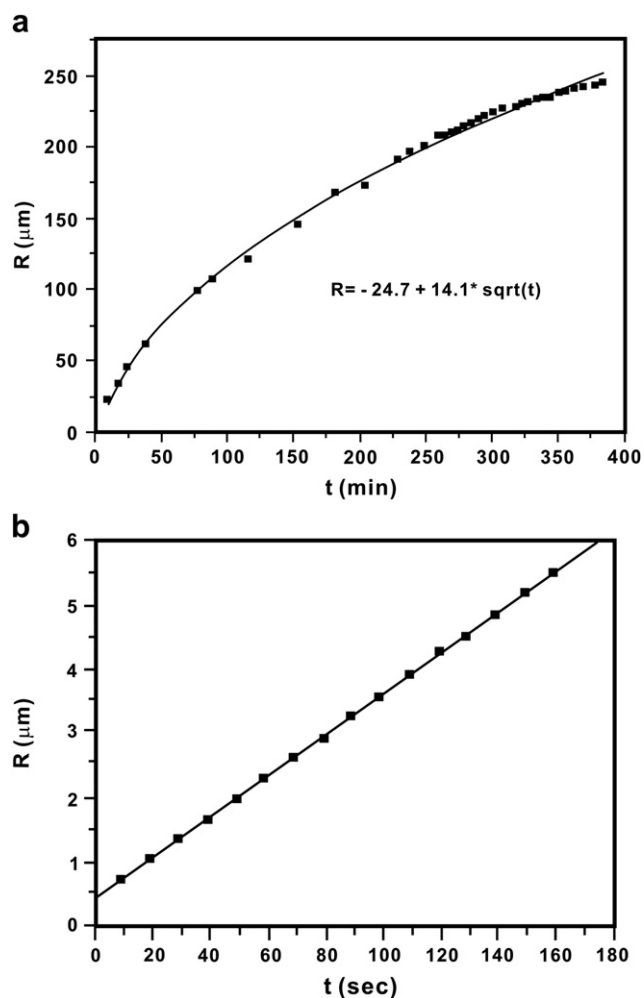 a
250
200
150
100
50
0
R (μm)
R= - 24.7 + 14.1* sqrt(t)
0 50 100 150 200 250 300 350 400
t (min)
b
6
5
4
3
2
1
0
R (μm)
0 20 40 60 80 100 120 140 160 180
t (sec)